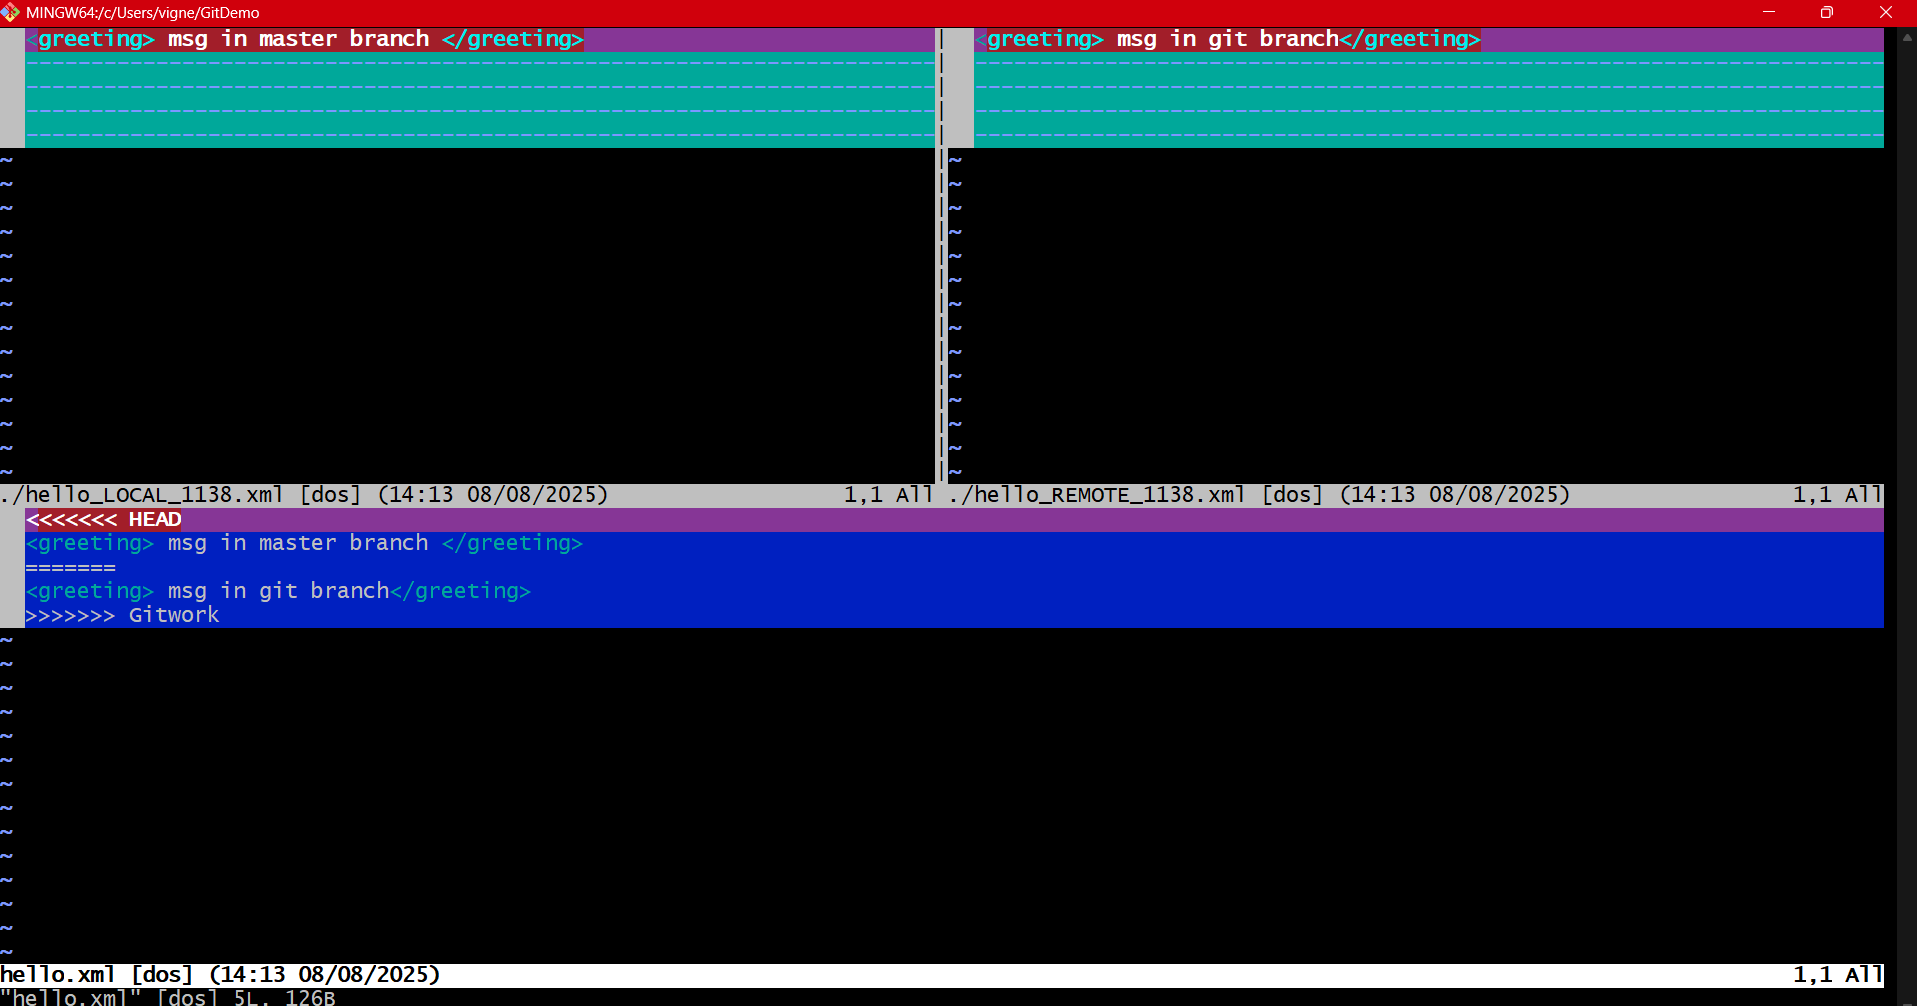 MINGW64:/c/Users/vigne/GitDemo
<greeting> msg in master branch </greeting>
<greeting> msg in git branch</greeting>
./hello_LOCAL_1138.xml [dos] (14:13 08/08/2025) 1,1 All
./hello_REMOTE_1138.xml [dos] (14:13 08/08/2025) 1,1 All
<<<<<<< HEAD
<greeting> msg in master branch </greeting>
=======
<greeting> msg in git branch</greeting>
>>>>>>> Gitwork
hello.xml [dos] (14:13 08/08/2025) 1,1 All
"hello.xml" [dos] 5L, 126B